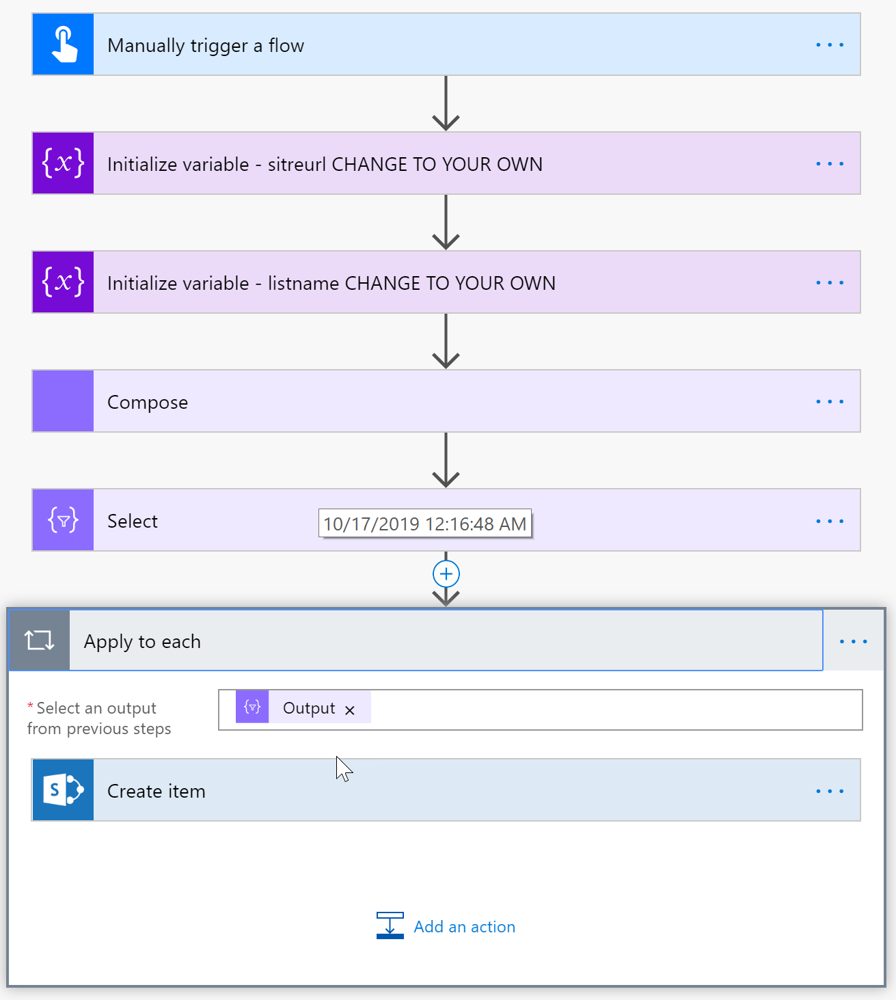 Manually trigger a flow
{x} Initialize variable - sitreurl CHANGE TO YOUR OWN
{x} Initialize variable - listname CHANGE TO YOUR OWN
Compose
Select
10/17/2019 12:16:48 AM
Apply to each
* Select an output
from previous steps
Output ×
S
Create item
Add an action